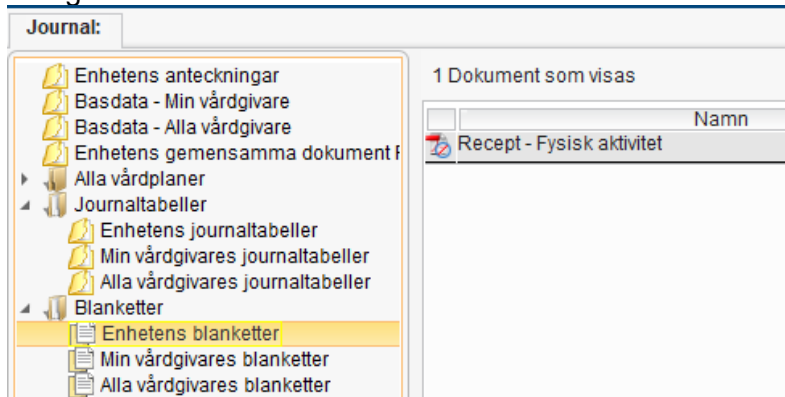 Journal:
Enhetens anteckningar
Basdata - Min vårdgivare
Basdata - Alla vårdgivare
Enhetens gemensamma dokument
Alla vårdplaner
Journaltabeller
Enhetens journaltabeller
Min vårdgivares journaltabeller
Alla vårdgivares journaltabeller
Blanketter
Enhetens blanketter
Min vårdgivares blanketter
Alla vårdgivares blanketter
1 Dokument som visas
Namn
Recept - Fysisk aktivitet